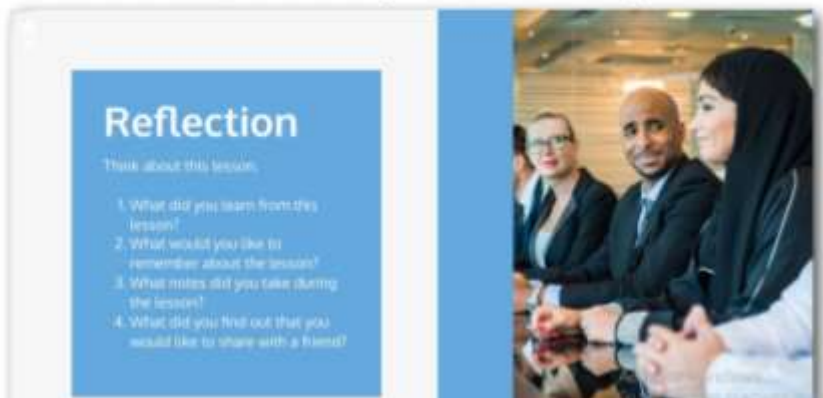 Reflection
Think about this lesson.
1. What did you learn from this
lesson?
2. What would you like to
remember about the lesson?
3. What notes did you take during
the lesson?
4. What did you find out that you
would like to share with a friend?